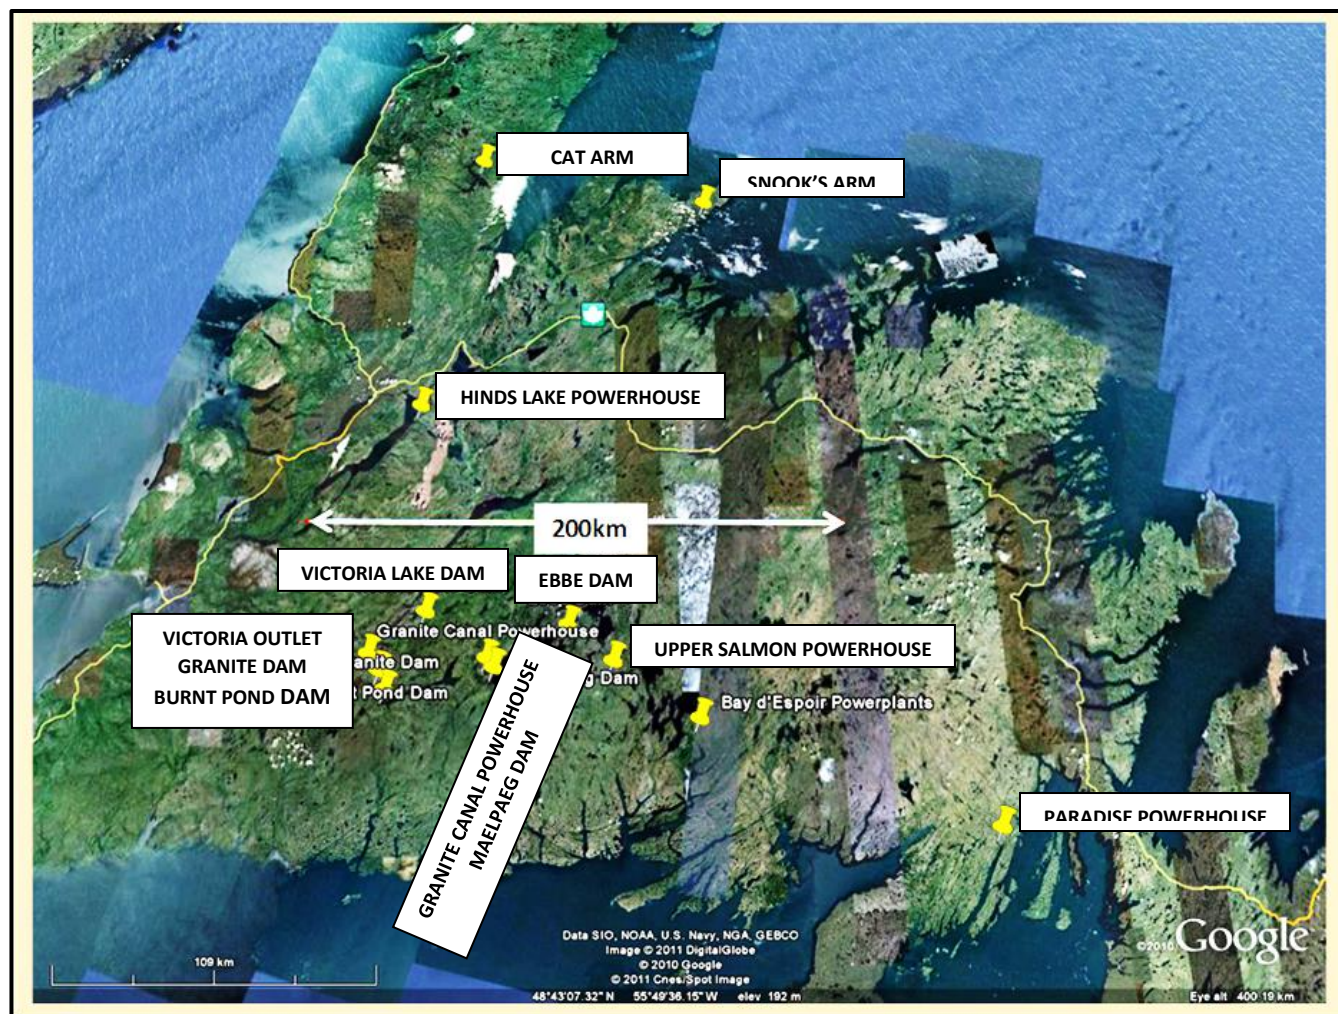 CAT ARM
SNOOK'S ARM
HINDS LAKE POWERHOUSE
200km
VICTORIA LAKE DAM
EBBE DAM
VICTORIA OUTLET
GRANITE DAM
BURNT POND DAM
Granite Canal Powerhouse
anite Dam
t Pond Dam
g Dam
UPPER SALMON POWERHOUSE
Bay d'Espoir Powerplants
GRANITE CANAL POWERHOUSE
MAELPAEG DAM
PARADISE POWERHOUSE
Data SIO, NOAA, U.S. Navy, NGA, GEBCO
Image © 2011 DigitalGlobe
© 2010 Google
© 2011 Cnes/Spot Image
©2010 Google
109 km
48°43'07.32" N 55°49'36.15" W elev 192 m
Eye alt 400.19 km